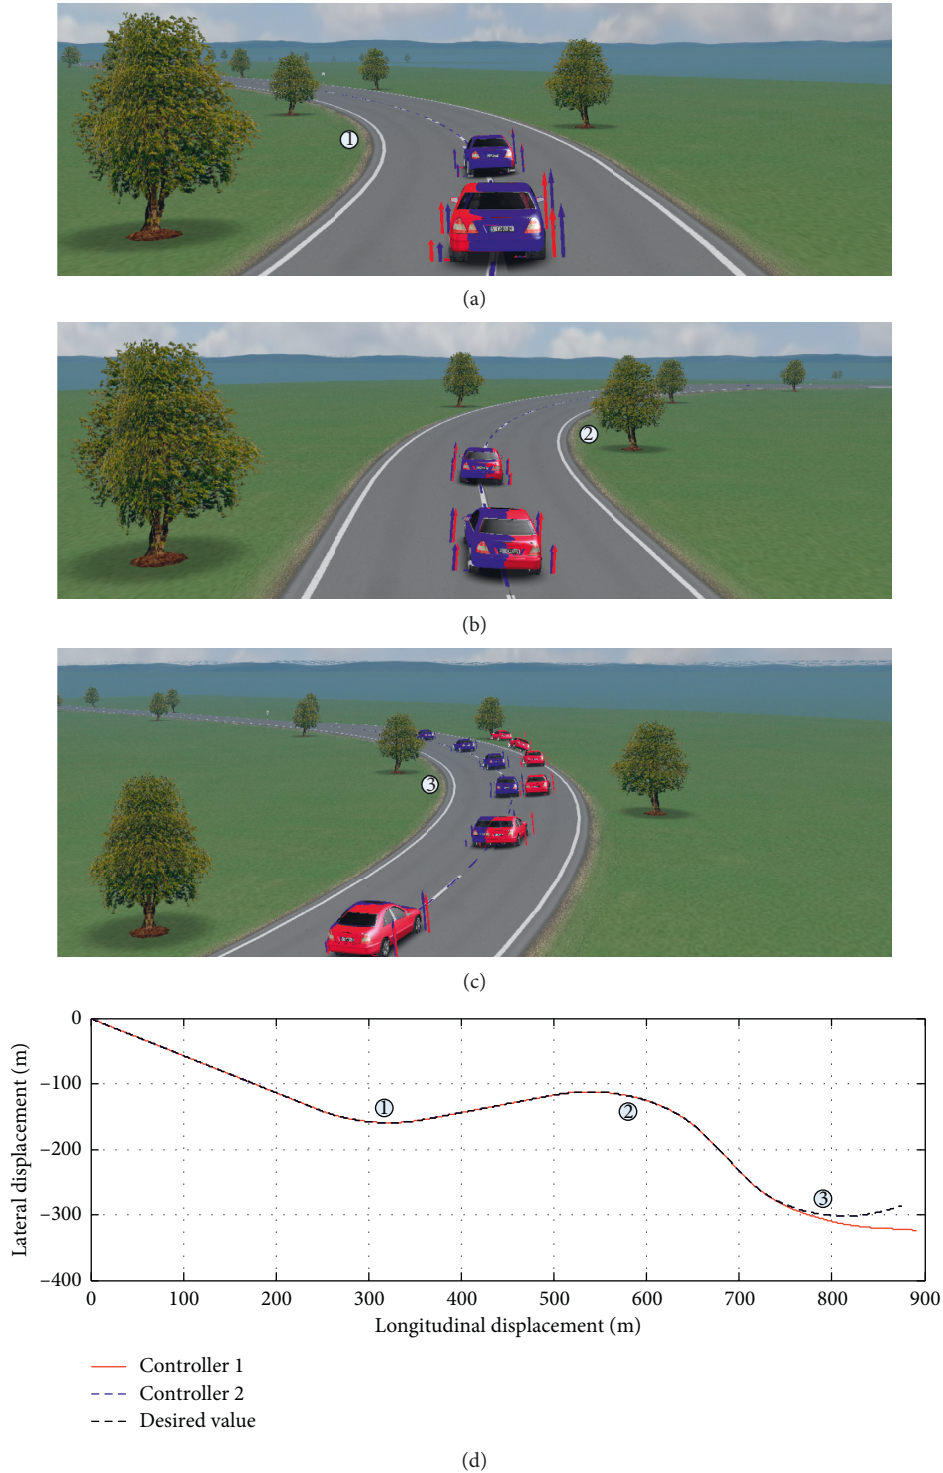 1
(a)
2
(b)
3
(c)
0
−100
−200
−300
−400
Lateral displacement (m)
1
2
3
0 100 200 300 400 500 600 700 800 900
Longitudinal displacement (m)
Controller 1
Controller 2
Desired value
(d)